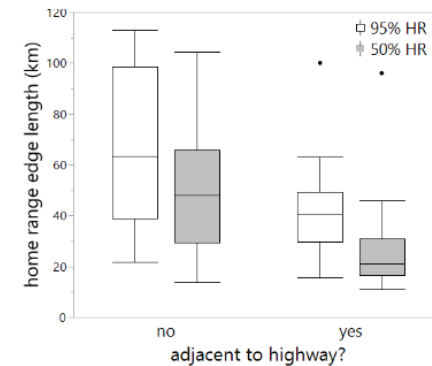 120
100
80
60
40
20
0
home range edge length (km)
95% HR
50% HR
no
yes
adjacent to highway?